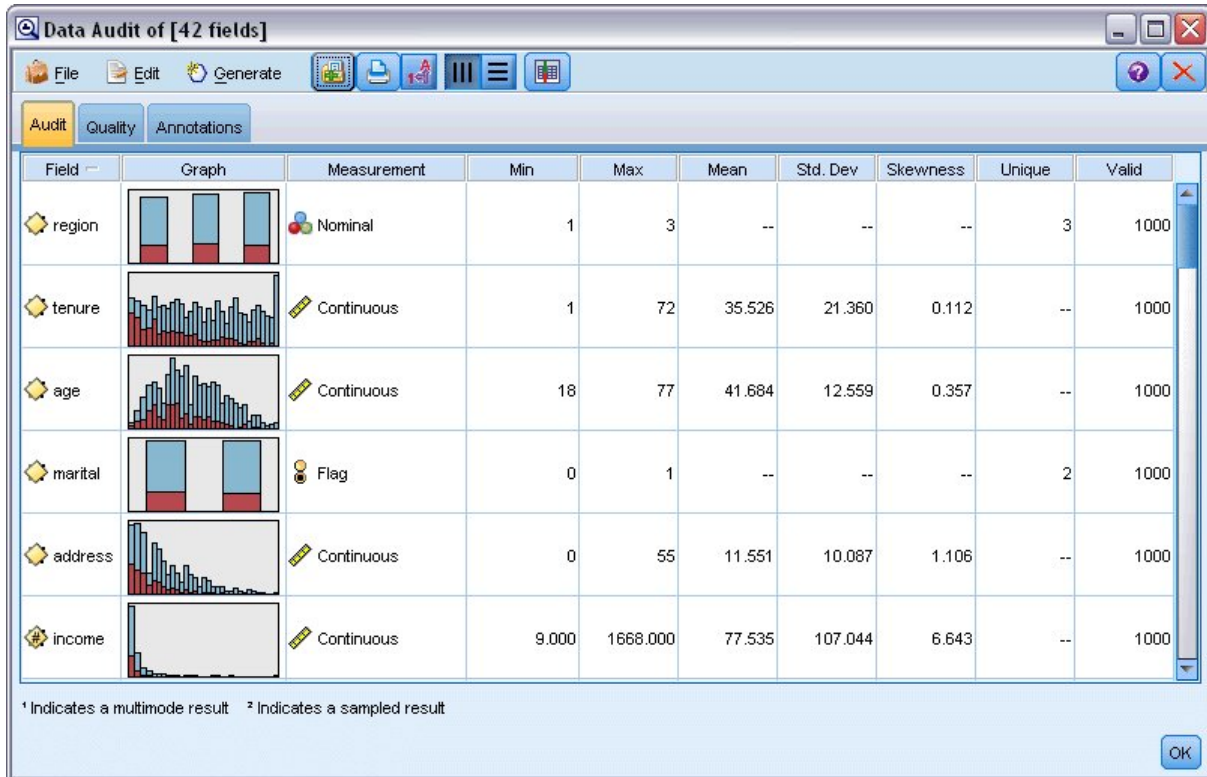 Data Audit of [42 fields]
File Edit Generate
Audit Quality Annotations
Field Graph Measurement Min Max Mean Std. Dev Skewness Unique Valid
region Nominal 1 3 -- -- -- 3 1000
tenure Continuous 1 72 35.526 21.360 0.112 -- 1000
age Continuous 18 77 41.684 12.559 0.357 -- 1000
marital Flag 0 1 -- -- -- 2 1000
address Continuous 0 55 11.551 10.087 1.106 -- 1000
income Continuous 9.000 1668.000 77.535 107.044 6.643 -- 1000
¹ Indicates a multimode result ² Indicates a sampled result
OK